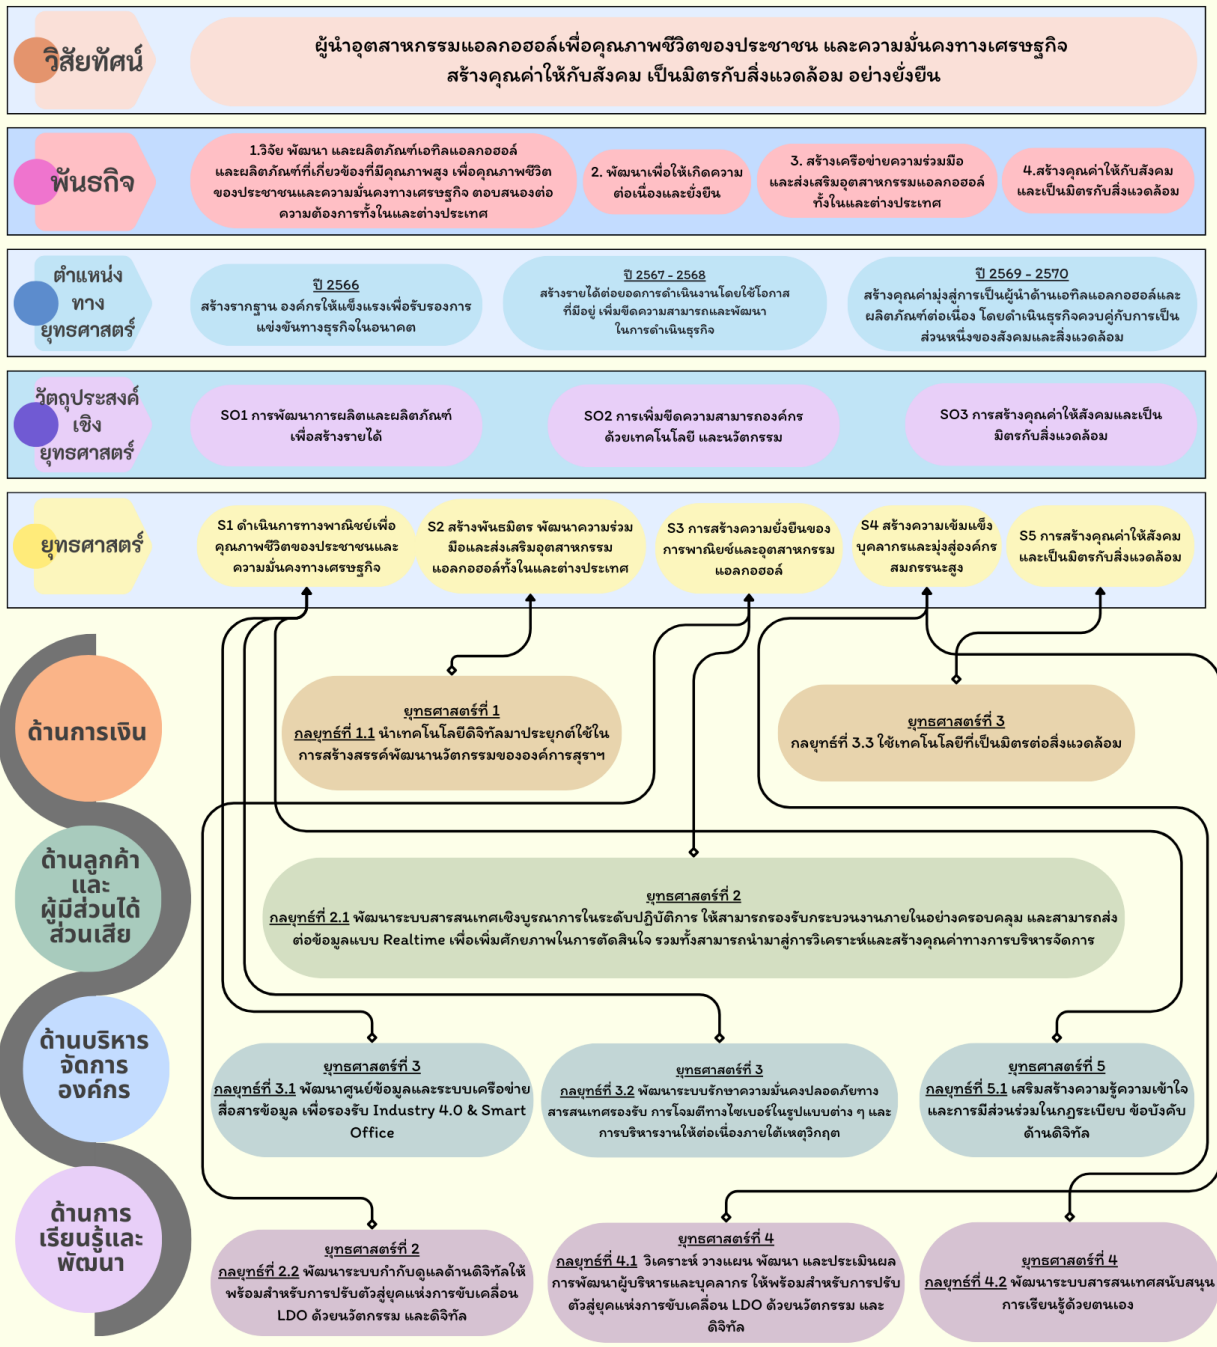 วิสัยทัศน์
ผู้นำอุตสาหกรรมแอลกอฮอล์เพื่อคุณภาพชีวิตของประชาชน และความมั่นคงทางเศรษฐกิจ
สร้างคุณค่าให้กับสังคม เป็นมิตรกับสิ่งแวดล้อม อย่างยั่งยืน
พันธกิจ
1.วิจัย พัฒนา และผลิตภัณฑ์เอทิลแอลกอฮอล์
และผลิตภัณฑ์ที่เกี่ยวข้องที่มีคุณภาพสูง เพื่อคุณภาพชีวิต
ของประชาชนและความมั่นคงทางเศรษฐกิจ ตอบสนองต่อ
ความต้องการทั้งในและต่างประเทศ
2. พัฒนาเพื่อให้เกิดความ
ต่อเนื่องและยั่งยืน
3. สร้างเครือข่ายความร่วมมือ
และส่งเสริมอุตสาหกรรมแอลกอฮอล์
ทั้งในและต่างประเทศ
4.สร้างคุณค่าให้กับสังคม
และเป็นมิตรกับสิ่งแวดล้อม
ตำแหน่ง
ทาง
ยุทธศาสตร์
ปี 2566
สร้างรากฐาน องค์กรให้แข็งแรงเพื่อรับรองการ
แข่งขันทางธุรกิจในอนาคต
ปี 2567 - 2568
สร้างรายได้ต่อยอดการดำเนินงานโดยใช้โอกาส
ที่มีอยู่ เพิ่มขีดความสามารถและพัฒนา
ในการดำเนินธุรกิจ
ปี 2569 - 2570
สร้างคุณค่ามุ่งสู่การเป็นผู้นำด้านเอทิลแอลกอฮอล์และ
ผลิตภัณฑ์ต่อเนื่อง โดยดำเนินธุรกิจควบคู่กับการเป็น
ส่วนหนึ่งของสังคมและสิ่งแวดล้อม
วัตถุประสงค์
เชิง
ยุทธศาสตร์
SO1 การพัฒนาการผลิตและผลิตภัณฑ์
เพื่อสร้างรายได้
SO2 การเพิ่มขีดความสามารถองค์กร
ด้วยเทคโนโลยี และนวัตกรรม
SO3 การสร้างคุณค่าให้สังคมและเป็น
มิตรกับสิ่งแวดล้อม
ยุทธศาสตร์
S1 ดำเนินการทางพาณิชย์เพื่อ
คุณภาพชีวิตของประชาชนและ
ความมั่นคงทางเศรษฐกิจ
S2 สร้างพันธมิตร พัฒนาความร่วม
มือและส่งเสริมอุตสาหกรรม
แอลกอฮอล์ทั้งในและต่างประเทศ
S3 การสร้างความยั่งยืนของ
การพาณิยช์และอุตสาหกรรม
แอลกอฮอล์
S4 สร้างความเข้มแข็ง
บุคลากรและมุ่งสู่องค์กร
สมถรรนะสูง
S5 การสร้างคุณค่าให้สังคม
และเป็นมิตรกับสิ่งแวดล้อม
ด้านการเงิน
ยุทธศาสตร์ที่ 1
กลยุทธ์ที่ 1.1 นำเทคโนโลยีดิจิทัลมาประยุกต์ใช้ใน
การสร้างสรรค์พัฒนานวัตกรรมขององค์การสุราฯ
ยุทธศาสตร์ที่ 3
กลยุทธ์ที่ 3.3 ใช้เทคโนโลยีที่เป็นมิตรต่อสิ่งแวดล้อม
ด้านลูกค้า
และ
ผู้มีส่วนได้
ส่วนเสีย
ยุทธศาสตร์ที่ 2
กลยุทธ์ที่ 2.1 พัฒนาระบบสารสนเทศเชิงบูรณาการในระดับปฏิบัติการ ให้สามารถรองรับกระบวนงานภายในอย่างครอบคลุม และสามารถส่ง
ต่อข้อมูลแบบ Realtime เพื่อเพิ่มศักยภาพในการตัดสินใจ รวมทั้งสามารถนำมาสู่การวิเคราะห์และสร้างคุณค่าทางการบริหารจัดการ
ด้านบริหาร
จัดการ
องค์กร
ยุทธศาสตร์ที่ 3
กลยุทธ์ที่ 3.1 พัฒนาศูนย์ข้อมูลและระบบเครือข่าย
สื่อสารข้อมูล เพื่อรองรับ Industry 4.0 & Smart
Office
ยุทธศาสตร์ที่ 3
กลยุทธ์ที่ 3.2 พัฒนาระบบรักษาความมั่นคงปลอดภัยทาง
สารสนเทศรองรับ การโจมตีทางไซเบอร์ในรูปแบบต่าง ๆ และ
การบริหารงานให้ต่อเนื่องภายใต้เหตุวิกฤต
ยุทธศาสตร์ที่ 5
กลยุทธ์ที่ 5.1 เสริมสร้างความรู้ความเข้าใจ
และการมีส่วนร่วมในกฎระเบียบ ข้อบังคับ
ด้านดิจิทัล
ด้านการ
เรียนรู้และ
พัฒนา
ยุทธศาสตร์ที่ 2
กลยุทธ์ที่ 2.2 พัฒนาระบบกำกับดูแลด้านดิจิทัลให้
พร้อมสำหรับการปรับตัวสู่ยุคแห่งการขับเคลื่อน
LDO ด้วยนวัตกรรม และดิจิทัล
ยุทธศาสตร์ที่ 4
กลยุทธ์ที่ 4.1 วิเคราะห์ วางแผน พัฒนา และประเมินผล
การพัฒนาผู้บริหารและบุคลากร ให้พร้อมสำหรับการปรับ
ตัวสู่ยุคแห่งการขับเคลื่อน LDO ด้วยนวัตกรรม และ
ดิจิทัล
ยุทธศาสตร์ที่ 4
กลยุทธ์ที่ 4.2 พัฒนาระบบสารสนเทศสนับสนุน
การเรียนรู้ด้วยตนเอง